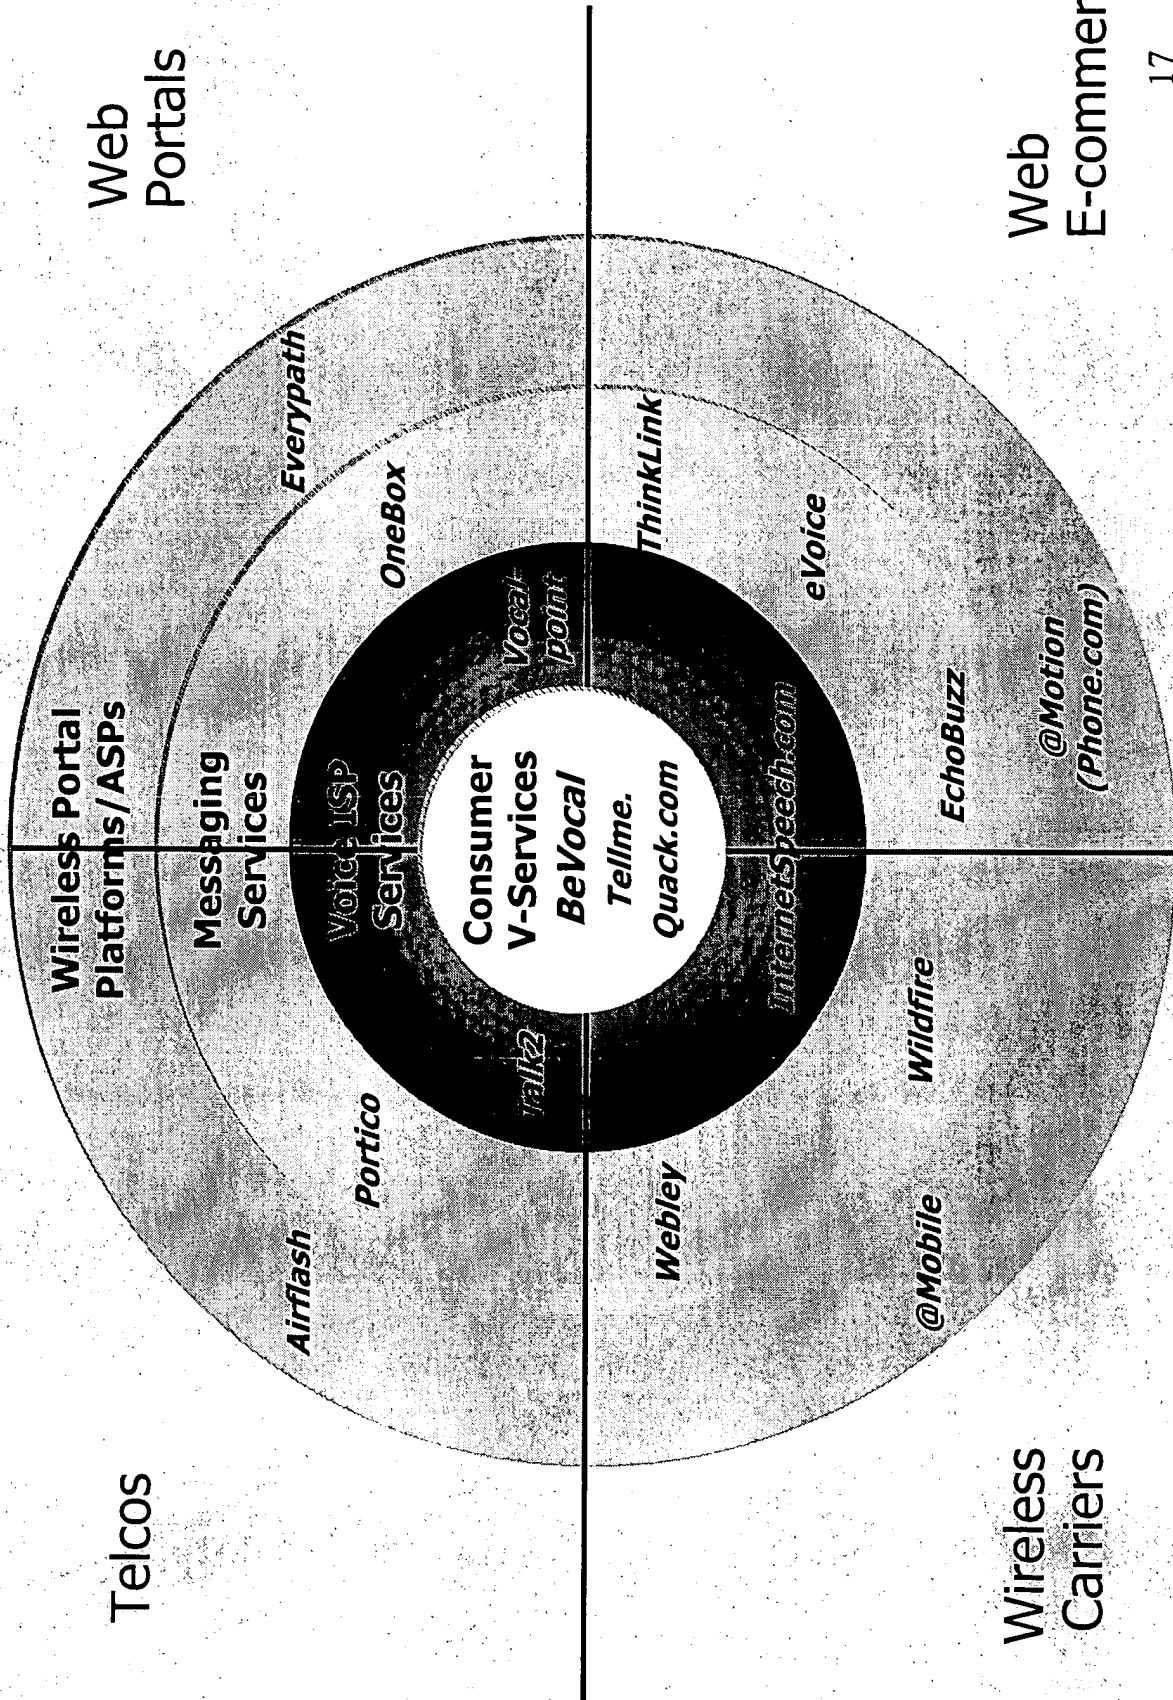 Telcos
Web
Portals
Wireless Portal
Platforms/ASPs
Messaging
Services
Voice ISP
Services
Consumer
V-Services
BeVocal
Tellme.
Quack.com
Airflash
Portico
Talk2
Everypath
OneBox
Vocal-
point
Webley
Wildfire
@Mobile
InternetSpeech.com
ThinkLink
eVoice
EchoBuzz
@Motion
(Phone.com)
Wireless
Carriers
Web
E-commer
17